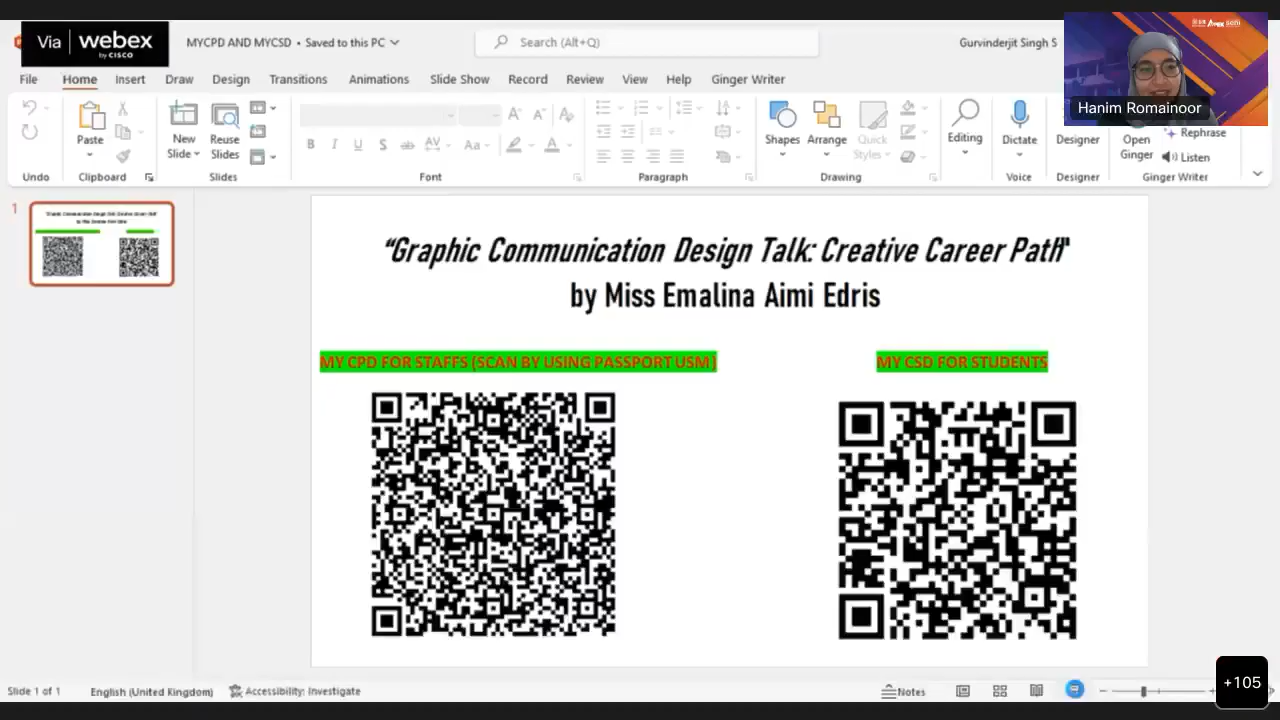 Via webex
by CISCO
MYCPD AND MYCSD • Saved to this PC
Search (Alt+Q)
Gurvinderjit Singh S
Hanim Romainoor
File Home Insert Draw Design Transitions Animations Slide Show Record Review View Help Ginger Writer
Paste
New Slide
Reuse Slides
B I U S ab AV Aa A
Shapes
Arrange
Quick Styles
Editing
Dictate
Designer
Open Ginger
Rephrase
Listen
Undo Clipboard Slides Font Paragraph Drawing Voice Designer Ginger Writer
1
"Graphic Communication Design Talk: Creative Career Path"
by Miss Emalina Aimi Edris
MY CPD FOR STAFFS (SCAN BY USING PASSPORT USM)
MY CSD FOR STUDENTS
Slide 1 of 1 English (United Kingdom) Accessibility: Investigate Notes
+105